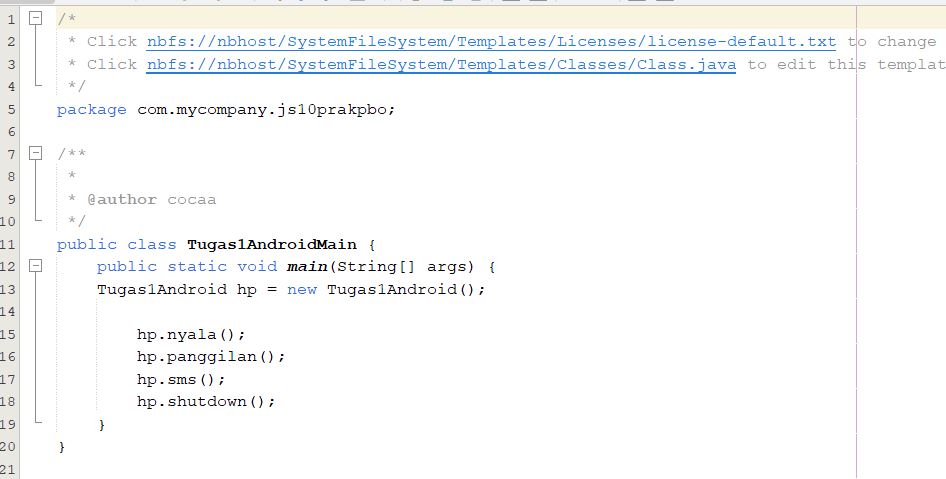 1 /*
2 * Click nbfs://nbhost/SystemFileSystem/Templates/Licenses/license-default.txt to change
3 * Click nbfs://nbhost/SystemFileSystem/Templates/Classes/Class.java to edit this templat
4 */
5 package com.mycompany.js10prakpbo;
6
7 /**
8 *
9 * @author cocaa
10 */
11 public class Tugas1AndroidMain {
12 public static void main(String[] args) {
13 Tugas1Android hp = new Tugas1Android();
14
15 hp.nyala();
16 hp.panggilan();
17 hp.sms();
18 hp.shutdown();
19 }
20 }
21